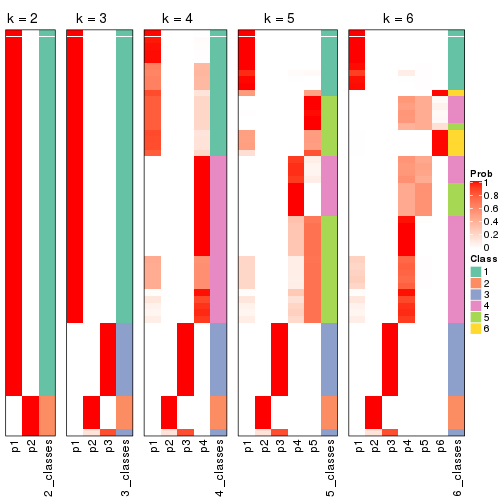 k = 2
k = 3
k = 4
k = 5
k = 6
p1
p2
2_classes
p1
p2
p3
3_classes
p1
p2
p3
p4
4_classes
p1
p2
p3
p4
p5
5_classes
p1
p2
p3
p4
p5
p6
6_classes
Prob
1
0.8
0.6
0.4
0.2
0
Class
1
2
3
4
5
6